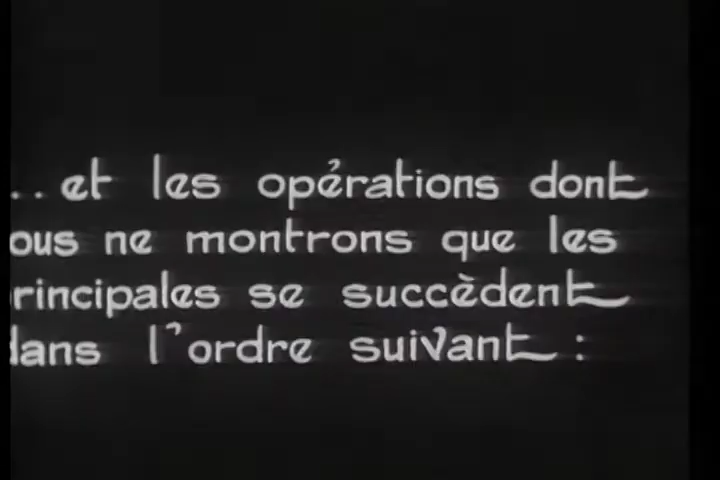 ..et les opérations dont
ous ne montrons que les
rincipales se succèdent
dans l'ordre suivant :